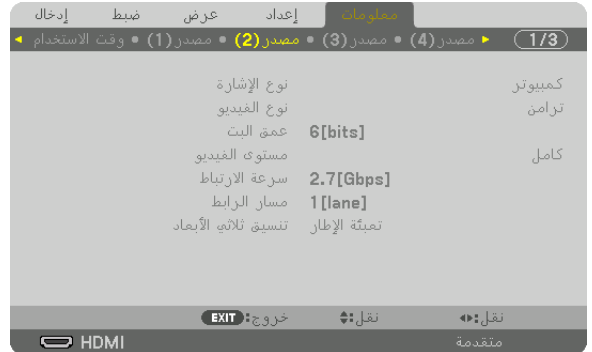 إدخال ضبط عرض إعداد معلومات
◄ وقت الاستخدام • مصدر(1) • مصدر(2) • مصدر(3) • مصدر(4) ► 1/3
نوع الإشارة كمبيوتر
نوع الفيديو ترامن
عمق البت 6[bits]
مستوى الفيديو كامل
سرعة الارتباط 2.7[Gbps]
مسار الرابط 1[lane]
تنسيق ثلاثي الأبعاد تعبئة الإطار
EXIT:خروج نقل: نقل:
HDMI متقدمة